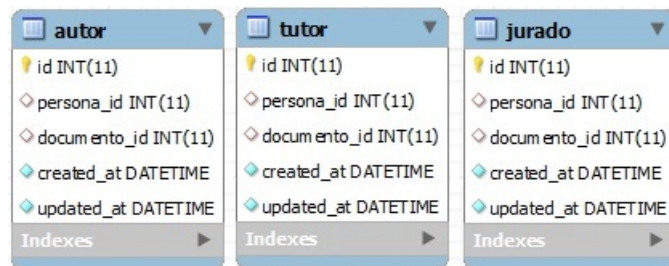 autor
id INT(11)
persona_id INT(11)
documento_id INT(11)
created_at DATETIME
updated_at DATETIME
Indexes
tutor
id INT(11)
persona_id INT(11)
documento_id INT(11)
created_at DATETIME
updated_at DATETIME
Indexes
jurado
id INT(11)
persona_id INT(11)
documento_id INT(11)
created_at DATETIME
updated_at DATETIME
Indexes